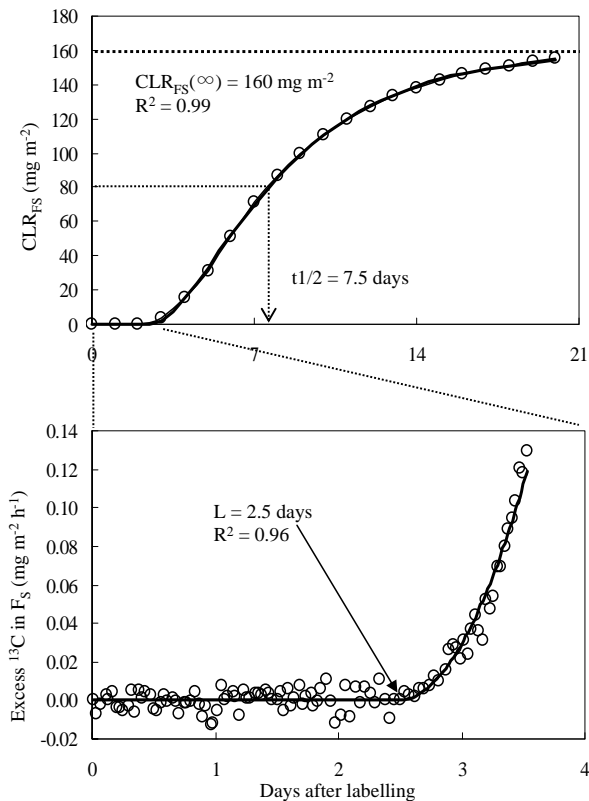 180
160
140
120
100
80
60
40
20
0
CLR_FS (mg m⁻²)
CLR_FS(∞) = 160 mg m⁻²
R² = 0.99
t1/2 = 7.5 days
0 7 14 21
0.14
0.12
0.10
0.08
0.06
0.04
0.02
0.00
-0.02
Excess ¹³C in F_S (mg m⁻² h⁻¹)
L = 2.5 days
R² = 0.96
0 1 2 3 4
Days after labelling